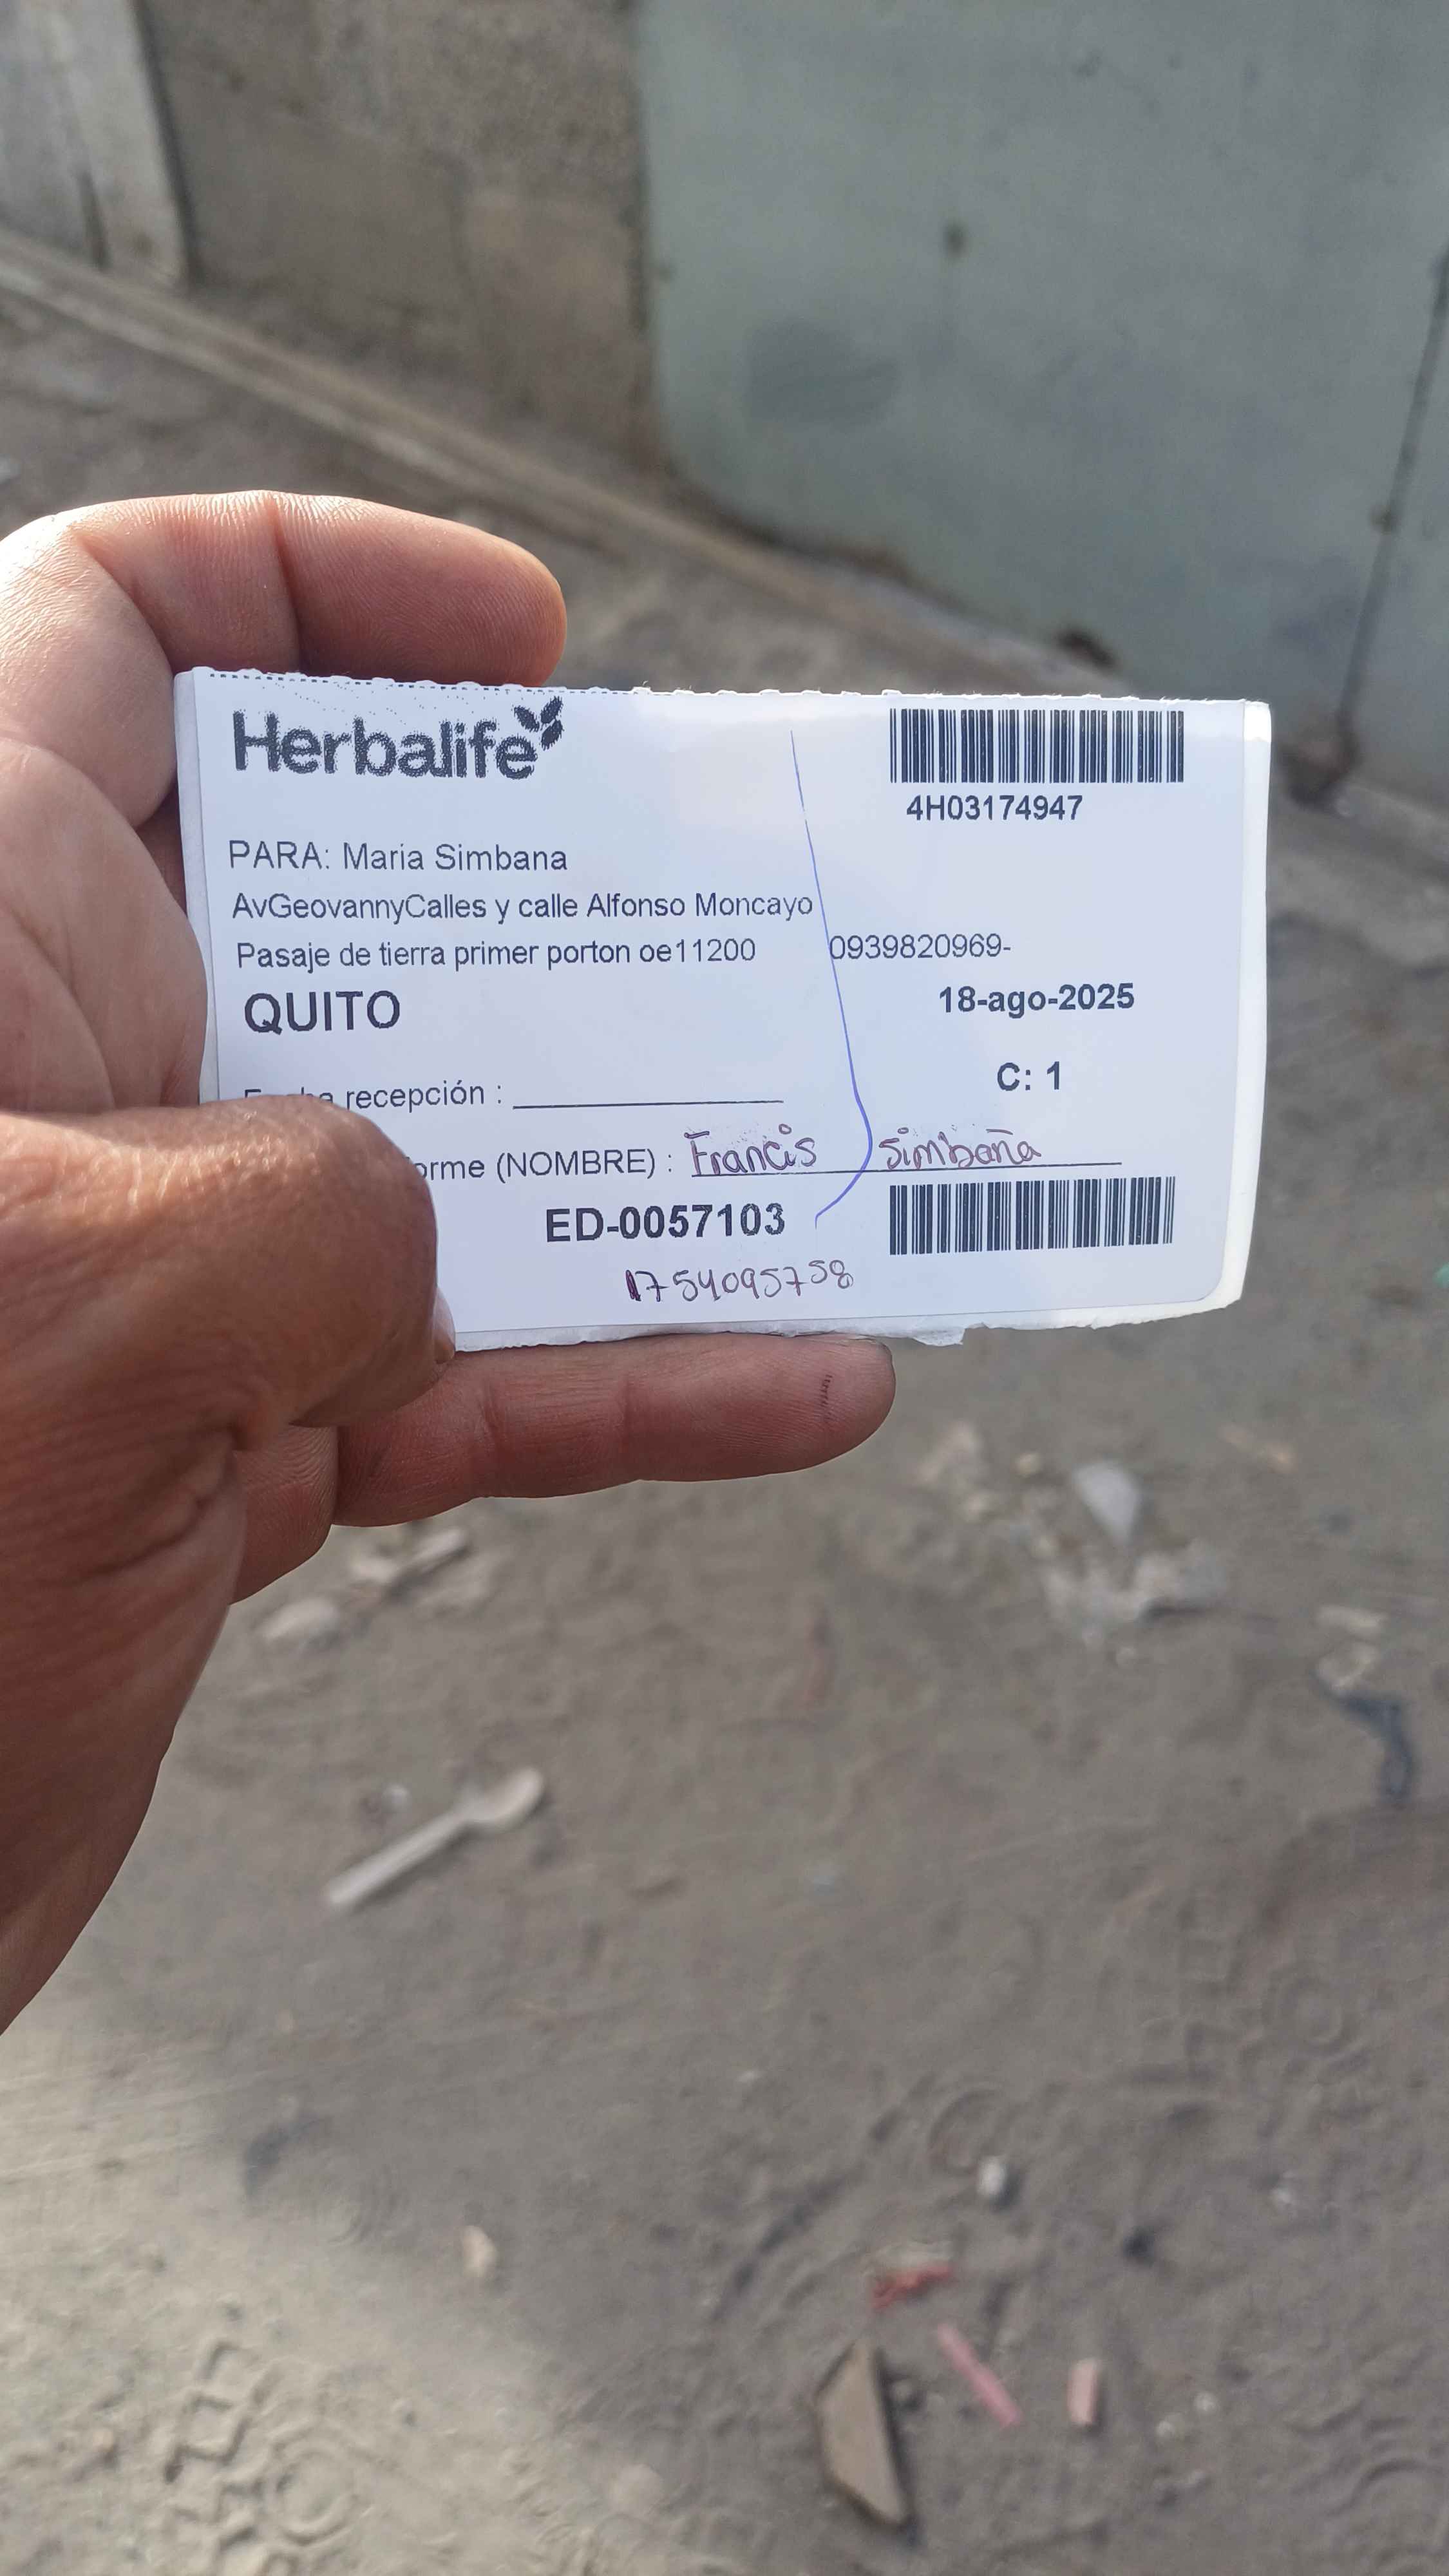 Herbalife
4H03174947
PARA: Maria Simbana
AvGeovannyCalles y calle Alfonso Moncayo
Pasaje de tierra primer porton oe11200 0939820969-
QUITO 18-ago-2025
C: 1
recepción :
(NOMBRE) : Francis Simbaña
ED-0057103
1754095758